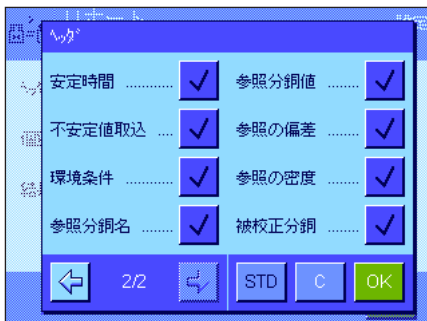 ﾍｯﾀﾞ
安定時間 ........... 参照分銅値 ........
不安定値取込 .... 参照の偏差 ........
環境条件 ........... 参照の密度 ........
参照分銅名 ........ 被校正分銅 ........
2/2 STD C OK